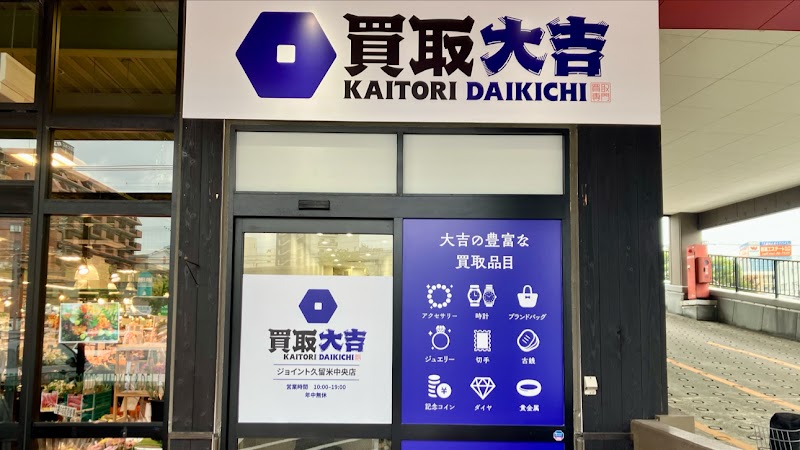 買取大吉
KAITORI DAIKICHI
買取
専門
大吉の豊富な
買取品目
アクセサリー 時計 ブランドバッグ
ジュエリー 切手 古銭
記念コイン ダイヤ 貴金属
買取大吉
KAITORI DAIKICHI
ジョイント久留米中央店
営業時間 10:00-19:00
年中無休